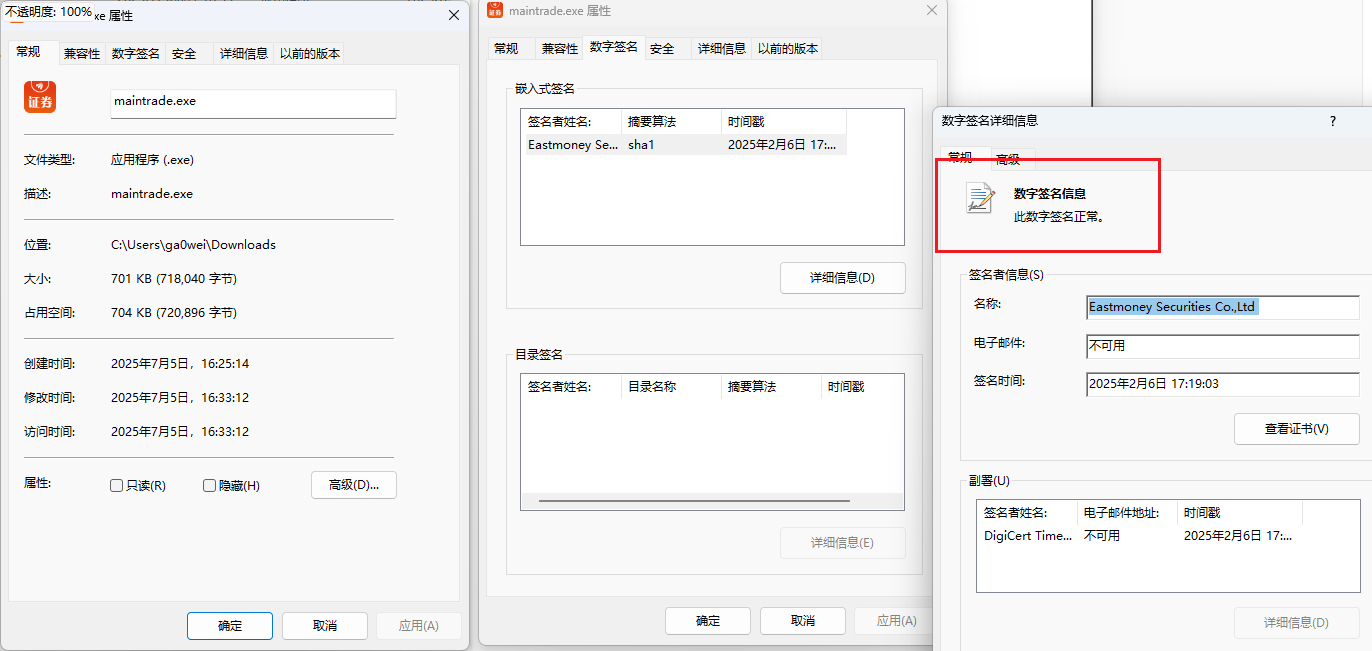 不透明度: 100%
xe 属性
常规 兼容性 数字签名 安全 详细信息 以前的版本
证券
maintrade.exe
文件类型: 应用程序 (.exe)
描述: maintrade.exe
位置: C:\Users\ga0wei\Downloads
大小: 701 KB (718,040 字节)
占用空间: 704 KB (720,896 字节)
创建时间: 2025年7月5日，16:25:14
修改时间: 2025年7月5日，16:33:12
访问时间: 2025年7月5日，16:33:12
属性: 只读(R) 隐藏(H) 高级(D)...
确定 取消 应用(A)
证券 maintrade.exe 属性
常规 兼容性 数字签名 安全 详细信息 以前的版本
嵌入式签名
签名者姓名: 摘要算法 时间戳
Eastmoney Se... sha1 2025年2月6日 17:...
详细信息(D)
目录签名
签名者姓名: 目录名称 摘要算法 时间戳
详细信息(E)
确定 取消 应用(A)
数字签名详细信息 ?
常规 高级
数字签名信息
此数字签名正常。
签名者信息(S)
名称: Eastmoney Securities Co.,Ltd
电子邮件: 不可用
签名时间: 2025年2月6日 17:19:03
查看证书(V)
副署(U)
签名者姓名: 电子邮件地址: 时间戳
DigiCert Time... 不可用 2025年2月6日 17:...
详细信息(D)